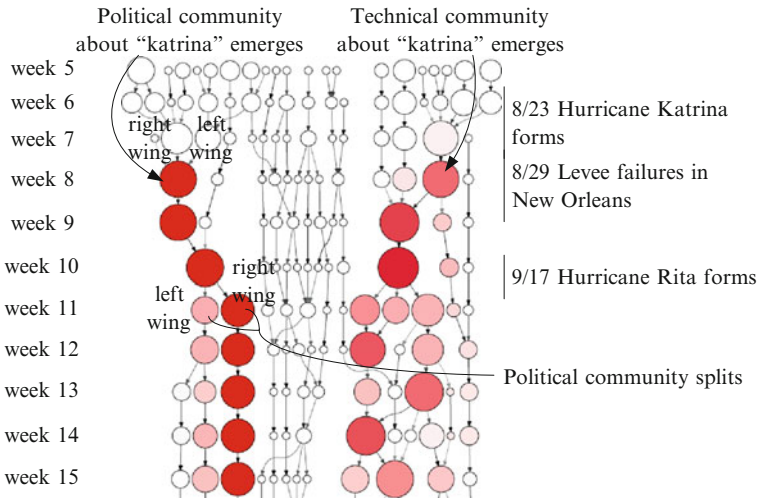 Political community
about “katrina” emerges
Technical community
about “katrina” emerges
week 5
week 6
8/23 Hurricane Katrina
forms
right
wing
left
wing
week 7
week 8
8/29 Levee failures in
New Orleans
week 9
week 10
right
wing
9/17 Hurricane Rita forms
left
wing
week 11
week 12
Political community splits
week 13
week 14
week 15